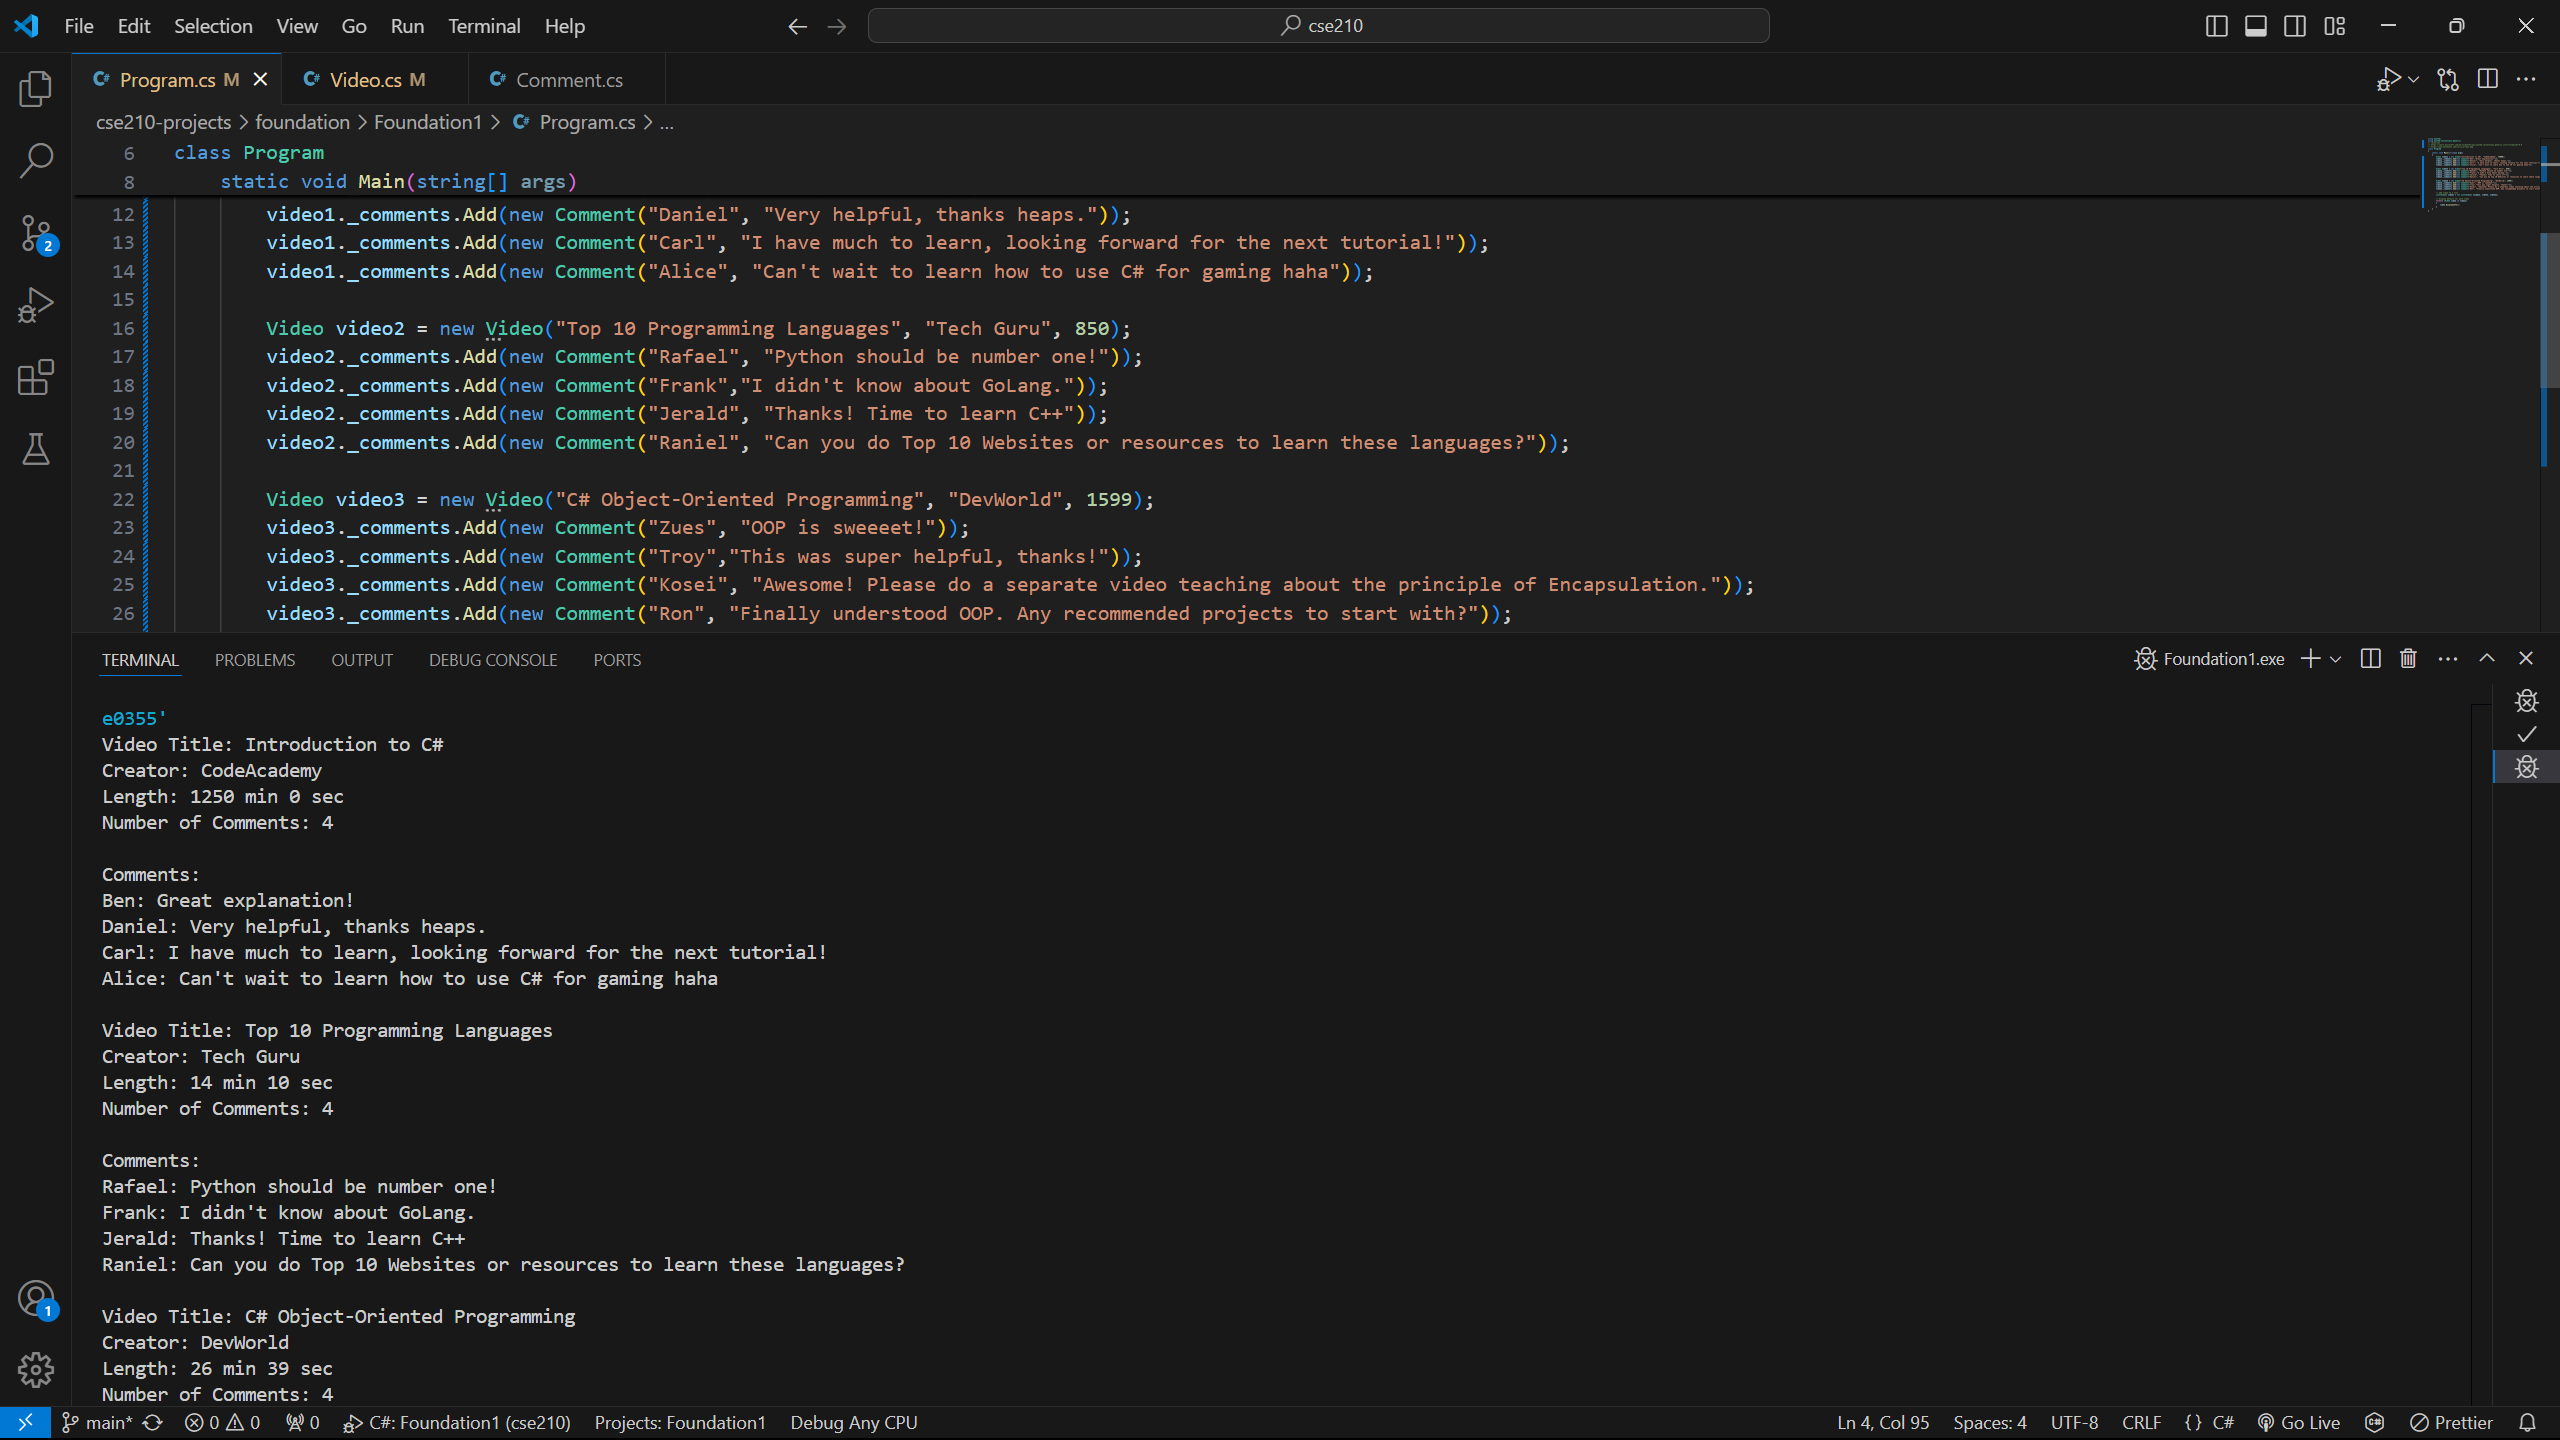 File Edit Selection View Go Run Terminal Help cse210
Program.cs M Video.cs M Comment.cs
cse210-projects > foundation > Foundation1 > Program.cs > ...
6 class Program
8 static void Main(string[] args)
12 video1._comments.Add(new Comment("Daniel", "Very helpful, thanks heaps."));
13 video1._comments.Add(new Comment("Carl", "I have much to learn, looking forward for the next tutorial!"));
14 video1._comments.Add(new Comment("Alice", "Can't wait to learn how to use C# for gaming haha"));
15
16 Video video2 = new Video("Top 10 Programming Languages", "Tech Guru", 850);
17 video2._comments.Add(new Comment("Rafael", "Python should be number one!"));
18 video2._comments.Add(new Comment("Frank","I didn't know about GoLang."));
19 video2._comments.Add(new Comment("Jerald", "Thanks! Time to learn C++"));
20 video2._comments.Add(new Comment("Raniel", "Can you do Top 10 Websites or resources to learn these languages?"));
21
22 Video video3 = new Video("C# Object-Oriented Programming", "DevWorld", 1599);
23 video3._comments.Add(new Comment("Zues", "OOP is sweeeet!"));
24 video3._comments.Add(new Comment("Troy","This was super helpful, thanks!"));
25 video3._comments.Add(new Comment("Kosei", "Awesome! Please do a separate video teaching about the principle of Encapsulation."));
26 video3._comments.Add(new Comment("Ron", "Finally understood OOP. Any recommended projects to start with?"));
2
TERMINAL PROBLEMS OUTPUT DEBUG CONSOLE PORTS Foundation1.exe
e0355'
Video Title: Introduction to C#
Creator: CodeAcademy
Length: 1250 min 0 sec
Number of Comments: 4
Comments:
Ben: Great explanation!
Daniel: Very helpful, thanks heaps.
Carl: I have much to learn, looking forward for the next tutorial!
Alice: Can't wait to learn how to use C# for gaming haha
Video Title: Top 10 Programming Languages
Creator: Tech Guru
Length: 14 min 10 sec
Number of Comments: 4
Comments:
Rafael: Python should be number one!
Frank: I didn't know about GoLang.
Jerald: Thanks! Time to learn C++
Raniel: Can you do Top 10 Websites or resources to learn these languages?
Video Title: C# Object-Oriented Programming
Creator: DevWorld
Length: 26 min 39 sec
Number of Comments: 4
1
main* 0 0 0 C#: Foundation1 (cse210) Projects: Foundation1 Debug Any CPU Ln 4, Col 95 Spaces: 4 UTF-8 CRLF {} C# Go Live Prettier